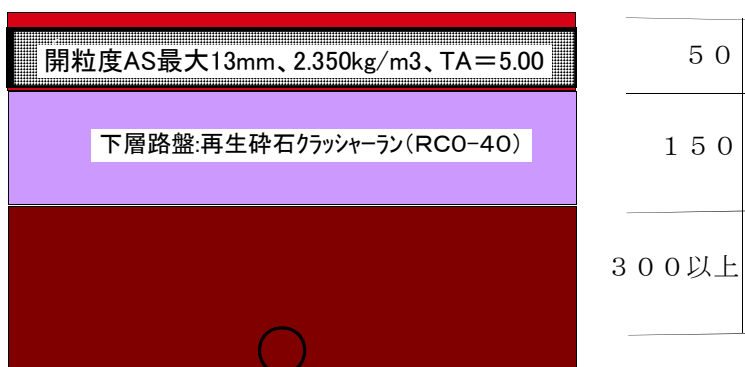 開粒度AS最大13mm、2.350kg/m3、TA＝5.00
５０
下層路盤:再生砕石ｸﾗｯｼｬｰﾗﾝ（ＲＣ０-４０）
１５０
３００以上